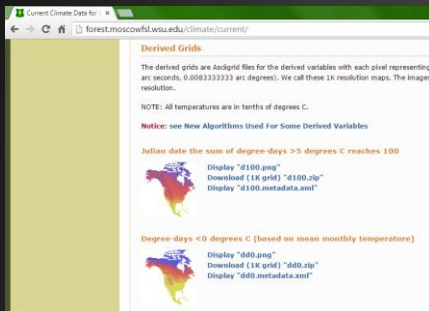 Current Climate Data for
forest.moscowfsl.wsu.edu/climate/current/
Derived Grids
The derived grids are Asciigrid files for the derived variables with each pixel representing
arc seconds, 0.0083333333 arc degrees). We call these 1K resolution maps. The images
resolution.
NOTE: All temperatures are in tenths of degrees C.
Notice: see New Algorithms Used For Some Derived Variables
Julian date the sum of degree-days >5 degrees C reaches 100
Display "d100.png"
Download (1K grid) "d100.zip"
Display "d100.metadata.xml"
Degree-days <0 degrees C (based on mean monthly temperature)
Display "dd0.png"
Download (1K grid) "dd0.zip"
Display "dd0.metadata.xml"